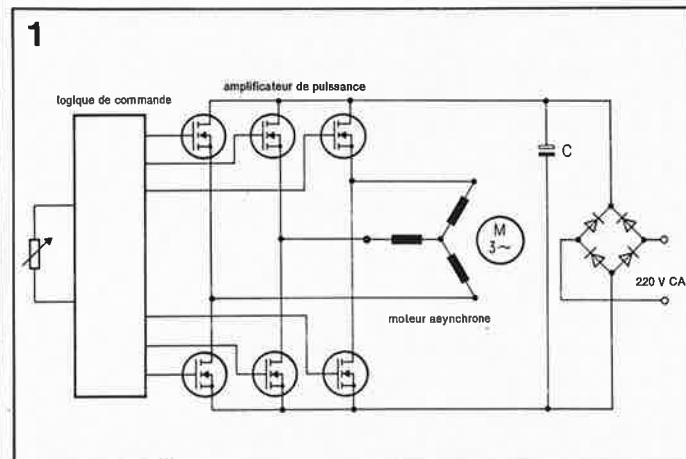 1
amplificateur de puissance
logique de commande
C
M
3~
220 V CA
moteur asynchrone